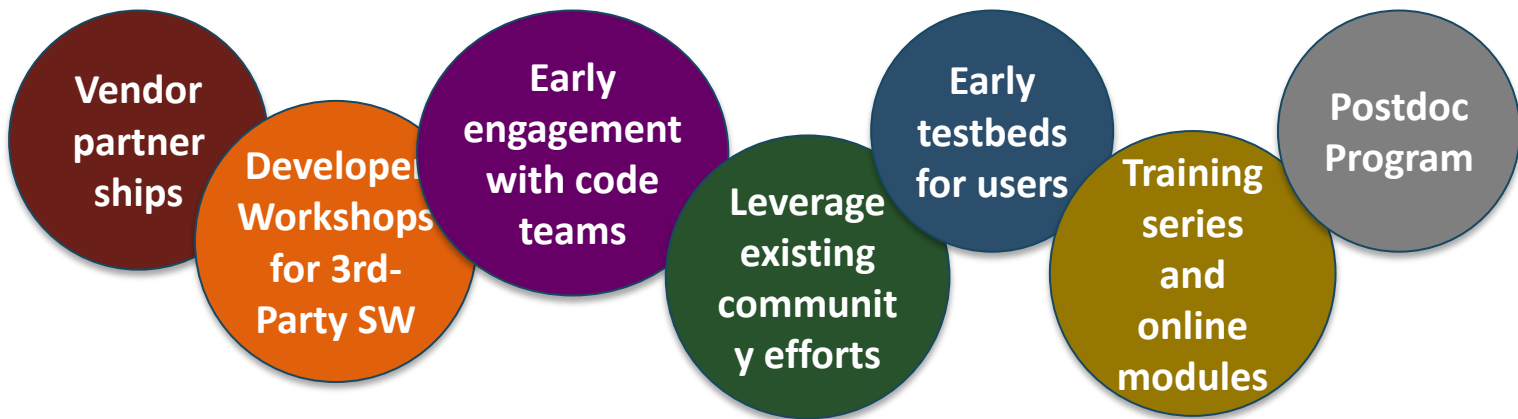 Vendor
partner
ships
Developer
Workshops
for 3rd-
Party SW
Early
engagement
with code
teams
Leverage
existing
communit
y efforts
Early
testbeds
for users
Training
series
and
online
modules
Postdoc
Program